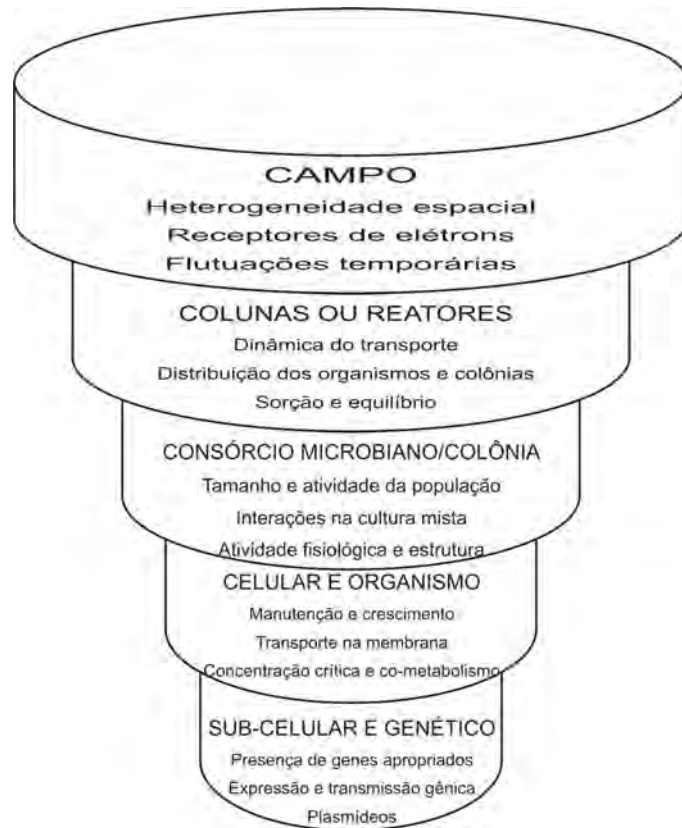 CAMPO
Heterogeneidade espacial
Receptores de elétrons
Flutuações temporárias
COLUNAS OU REATORES
Dinâmica do transporte
Distribuição dos organismos e colônias
Sorção e equilíbrio
CONSÓRCIO MICROBIANO/COLÔNIA
Tamanho e atividade da população
Interações na cultura mista
Atividade fisiológica e estrutura
CELULAR E ORGANISMO
Manutenção e crescimento
Transporte na membrana
Concentração critica e co-metabolismo
SUB-CELULAR E GENÉTICO
Presença de genes apropriados
Expressão e transmissão gênica
Plasmídeos